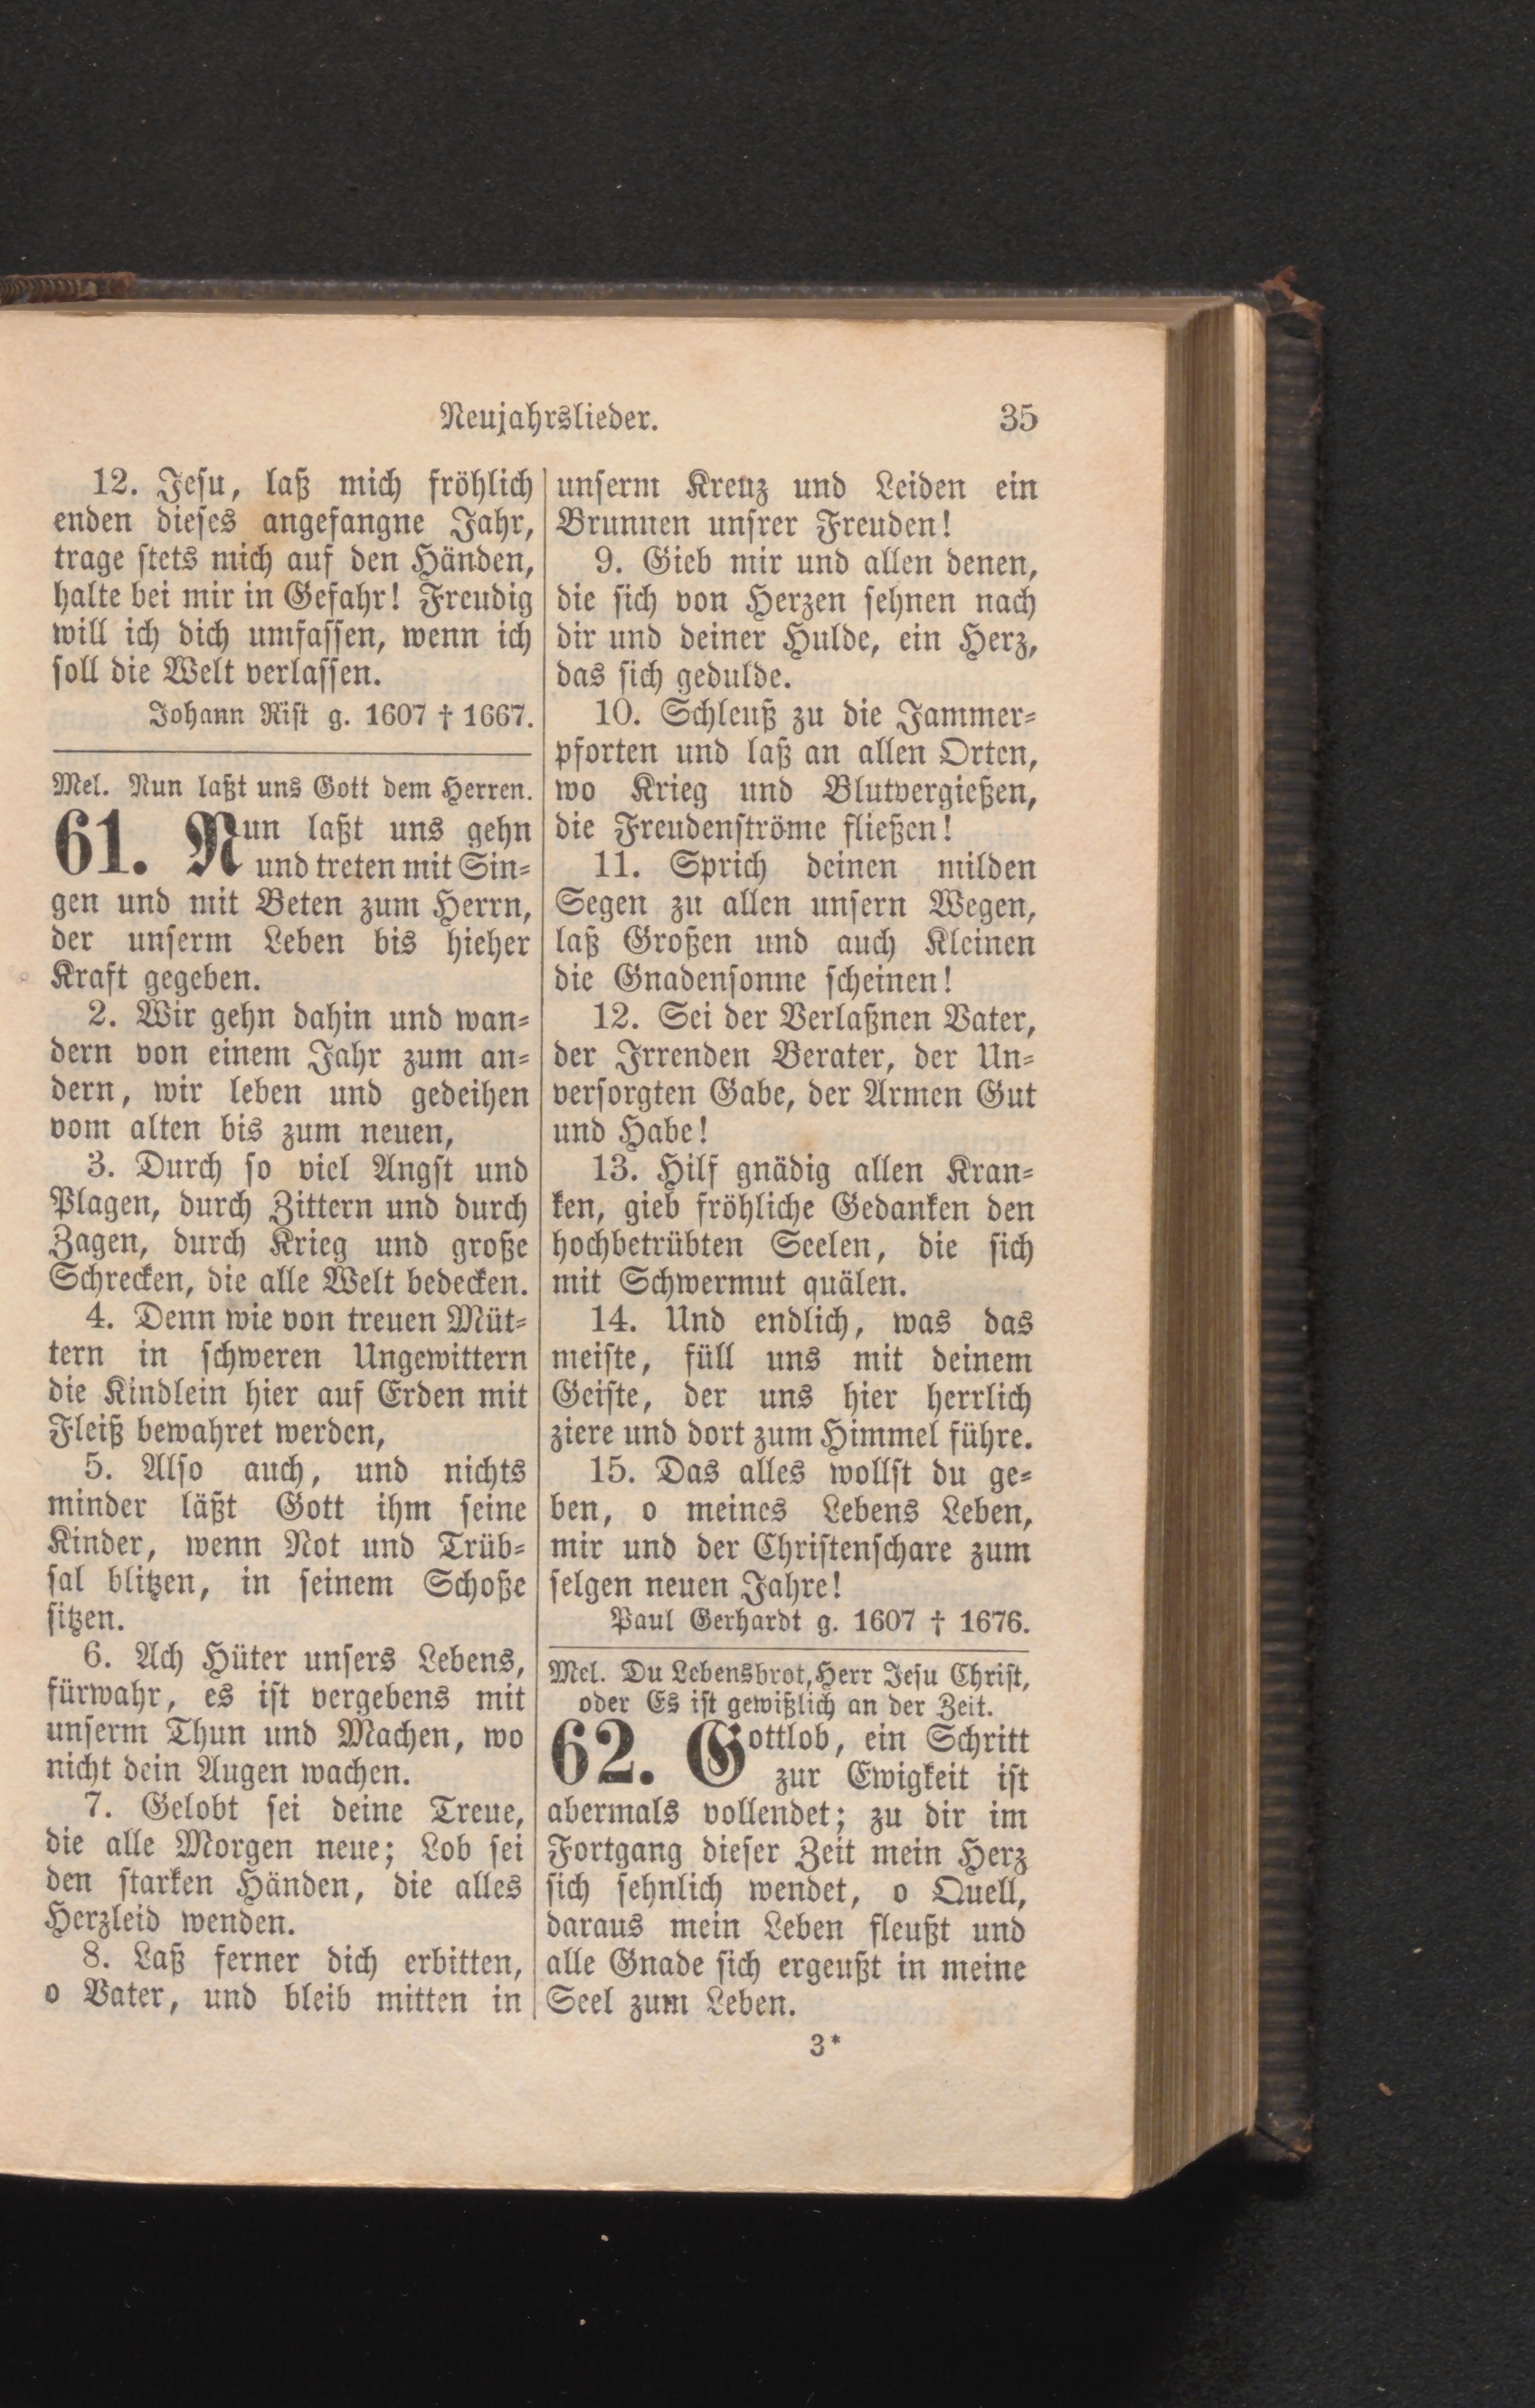 Neujahrslieder. 35
12. Jesu, laß mich fröhlich
enden dieses angefangne Jahr,
trage stets mich auf den Händen,
halte bei mir in Gefahr! Freudig
will ich dich umfassen, wenn ich
soll die Welt verlassen.
Johann Rist g. 1607 † 1667.
Mel. Nun laßt uns Gott dem Herren.
61. Nun laßt uns gehn
und treten mit Sin-
gen und mit Beten zum Herrn,
der unserm Leben bis hieher
Kraft gegeben.
2. Wir gehn dahin und wan-
dern von einem Jahr zum an-
dern, wir leben und gedeihen
vom alten bis zum neuen,
3. Durch so viel Angst und
Plagen, durch Zittern und durch
Zagen, durch Krieg und große
Schrecken, die alle Welt bedecken.
4. Denn wie von treuen Müt-
tern in schweren Ungewittern
die Kindlein hier auf Erden mit
Fleiß bewahret werden,
5. Also auch, und nichts
minder läßt Gott ihm seine
Kinder, wenn Not und Trüb-
sal blitzen, in seinem Schoße
sitzen.
6. Ach Hüter unsers Lebens,
fürwahr, es ist vergebens mit
unserm Thun und Machen, wo
nicht dein Augen wachen.
7. Gelobt sei deine Treue,
die alle Morgen neue; Lob sei
den starken Händen, die alles
Herzleid wenden.
8. Laß ferner dich erbitten,
o Vater, und bleib mitten in
unserm Kreuz und Leiden ein
Brunnen unsrer Freuden!
9. Gieb mir und allen denen,
die sich von Herzen sehnen nach
dir und deiner Hulde, ein Herz,
das sich gedulde.
10. Schleuß zu die Jammer-
pforten und laß an allen Orten,
wo Krieg und Blutvergießen,
die Freudenströme fließen!
11. Sprich deinen milden
Segen zu allen unsern Wegen,
laß Großen und auch Kleinen
die Gnadensonne scheinen!
12. Sei der Verlaßnen Vater,
der Irrenden Berater, der Un-
versorgten Gabe, der Armen Gut
und Habe!
13. Hilf gnädig allen Kran-
ken, gieb fröhliche Gedanken den
hochbetrübten Seelen, die sich
mit Schwermut quälen.
14. Und endlich, was das
meiste, füll uns mit deinem
Geiste, der uns hier herrlich
ziere und dort zum Himmel führe.
15. Das alles wollst du ge-
ben, o meines Lebens Leben,
mir und der Christenschare zum
selgen neuen Jahre!
Paul Gerhardt g. 1607 † 1676.
Mel. Du Lebensbrot, Herr Jesu Christ,
oder Es ist gewißlich an der Zeit.
62. Gottlob, ein Schritt
zur Ewigkeit ist
abermals vollendet; zu dir im
Fortgang dieser Zeit mein Herz
sich sehnlich wendet, o Quell,
daraus mein Leben fleußt und
alle Gnade sich ergeußt in meine
Seel zum Leben.
3*